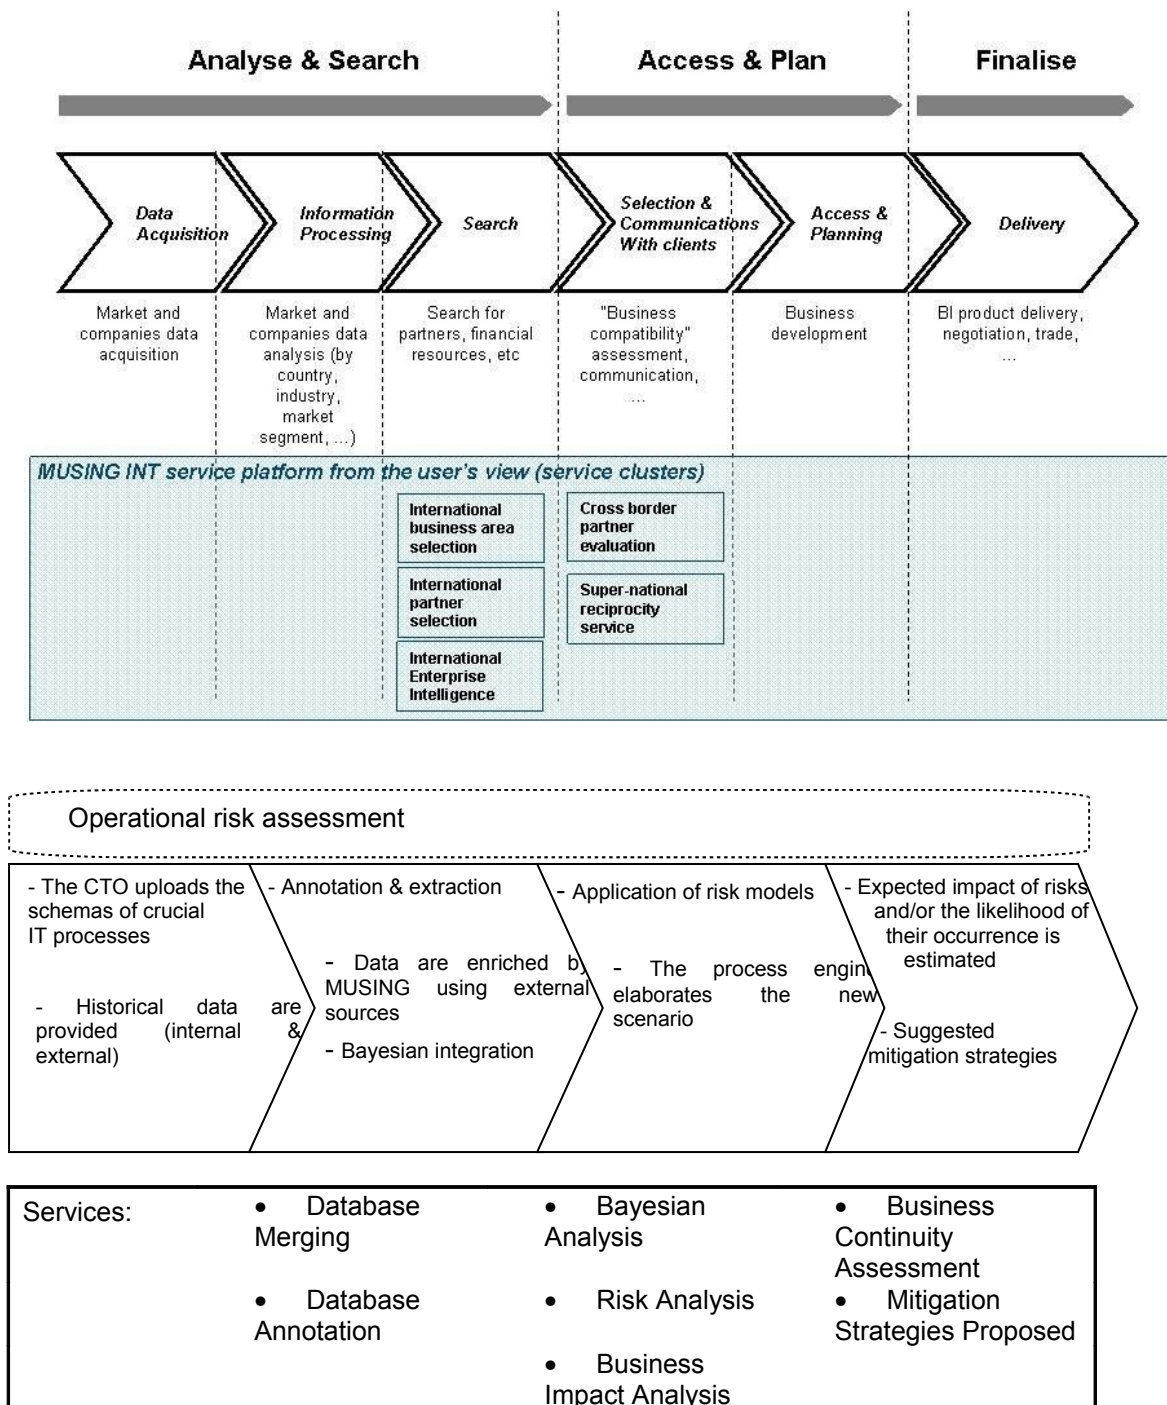 Analyse & Search
Access & Plan
Finalise
Data
Acquisition
Information
Processing
Search
Selection &
Communications
With clients
Access &
Planning
Delivery
Market and
companies data
acquisition
Market and
companies data
analysis (by
country,
industry,
market
segment, ...)
Search for
partners, financial
resources, etc
"Business
compatibility"
assessment,
communication,
...
Business
development
BI product delivery,
negotiation, trade,
...
MUSING INT service platform from the user's view (service clusters)
International
business area
selection
International
partner
selection
International
Enterprise
Intelligence
Cross border
partner
evaluation
Super-national
reciprocity
service
Operational risk assessment
- The CTO uploads the
schemas of crucial
IT processes
- Historical data are
provided (internal &
external)
- Annotation & extraction
- Data are enriched by
MUSING using external
sources
- Bayesian integration
- Application of risk models
- The process engine
elaborates the new
scenario
- Expected impact of risks
and/or the likelihood of
their occurrence is
estimated
- Suggested
mitigation strategies
Services:
• Database
Merging
• Database
Annotation
• Bayesian
Analysis
• Risk Analysis
• Business
Impact Analysis
• Business
Continuity
Assessment
• Mitigation
Strategies Proposed